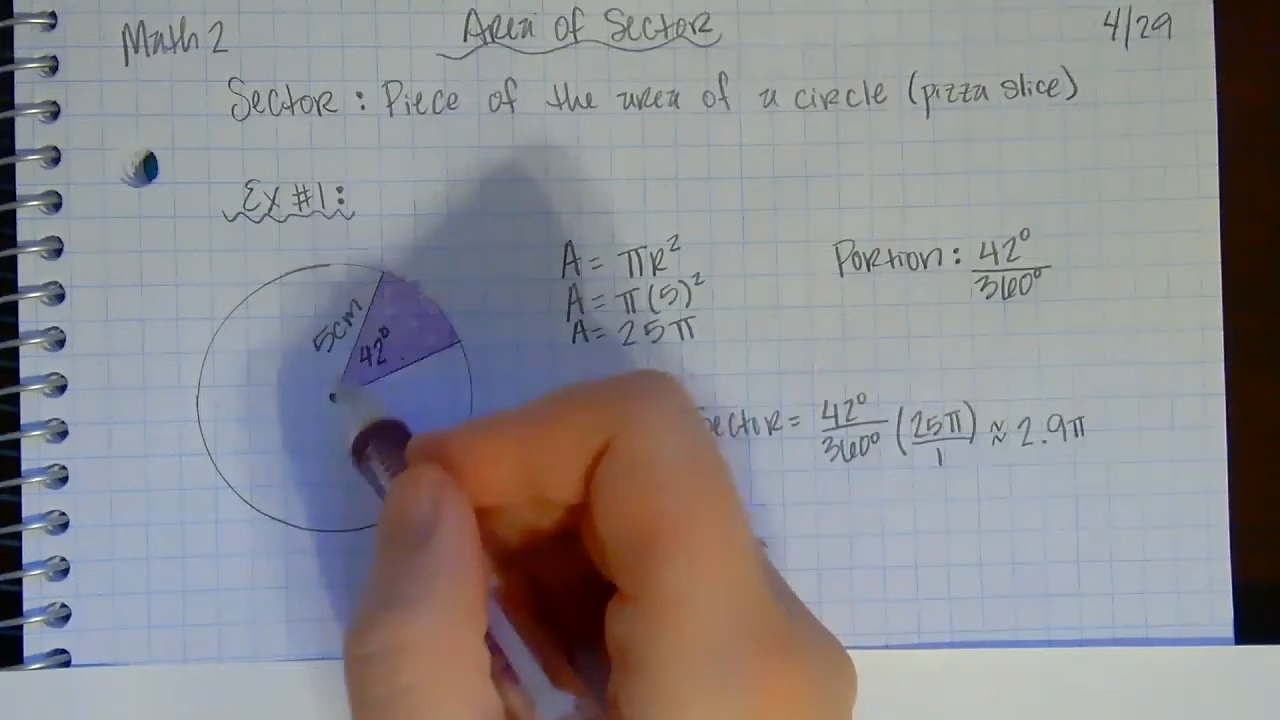 Math 2
Area of Sector
4/29
Sector: Piece of the area of a circle (pizza slice)
Ex #1:
5cm
42°
A = πR²
A = π(5)²
A = 25π
Portion: 42°/360°
Sector = 42°/360° (25π/1) ≈ 2.9π